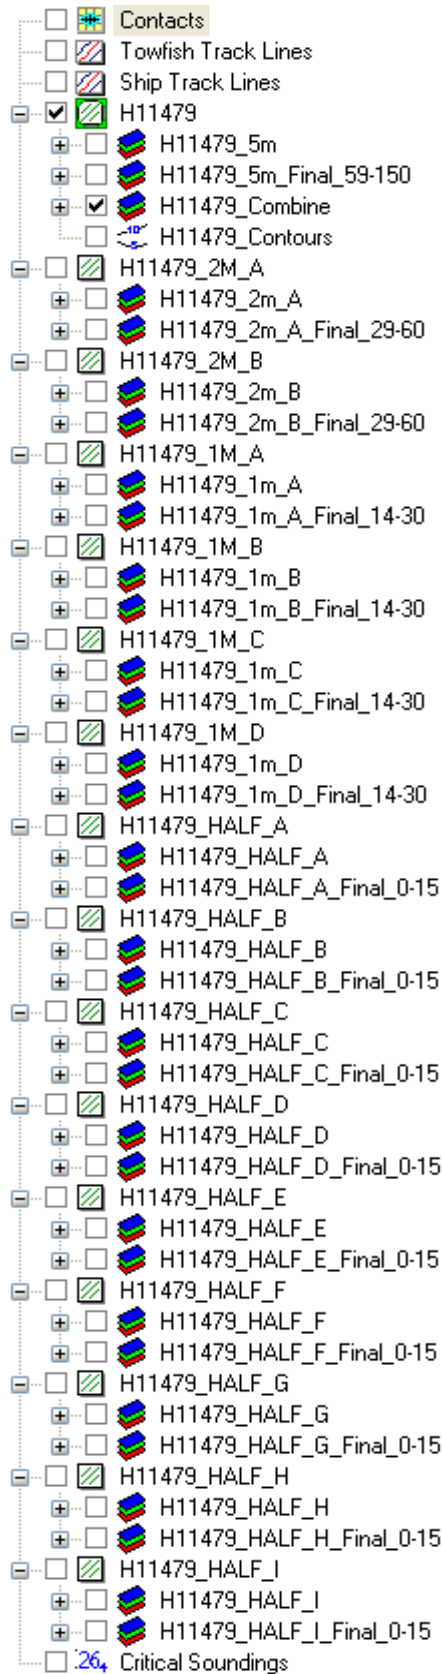 Contacts
Towfish Track Lines
Ship Track Lines
H11479
H11479_5m
H11479_5m_Final_59-150
H11479_Combine
H11479_Contours
H11479_2M_A
H11479_2m_A
H11479_2m_A_Final_29-60
H11479_2M_B
H11479_2m_B
H11479_2m_B_Final_29-60
H11479_1M_A
H11479_1m_A
H11479_1m_A_Final_14-30
H11479_1M_B
H11479_1m_B
H11479_1m_B_Final_14-30
H11479_1M_C
H11479_1m_C
H11479_1m_C_Final_14-30
H11479_1M_D
H11479_1m_D
H11479_1m_D_Final_14-30
H11479_HALF_A
H11479_HALF_A
H11479_HALF_A_Final_0-15
H11479_HALF_B
H11479_HALF_B
H11479_HALF_B_Final_0-15
H11479_HALF_C
H11479_HALF_C
H11479_HALF_C_Final_0-15
H11479_HALF_D
H11479_HALF_D
H11479_HALF_D_Final_0-15
H11479_HALF_E
H11479_HALF_E
H11479_HALF_E_Final_0-15
H11479_HALF_F
H11479_HALF_F
H11479_HALF_F_Final_0-15
H11479_HALF_G
H11479_HALF_G
H11479_HALF_G_Final_0-15
H11479_HALF_H
H11479_HALF_H
H11479_HALF_H_Final_0-15
H11479_HALF_I
H11479_HALF_I
H11479_HALF_I_Final_0-15
26₄ Critical Soundings